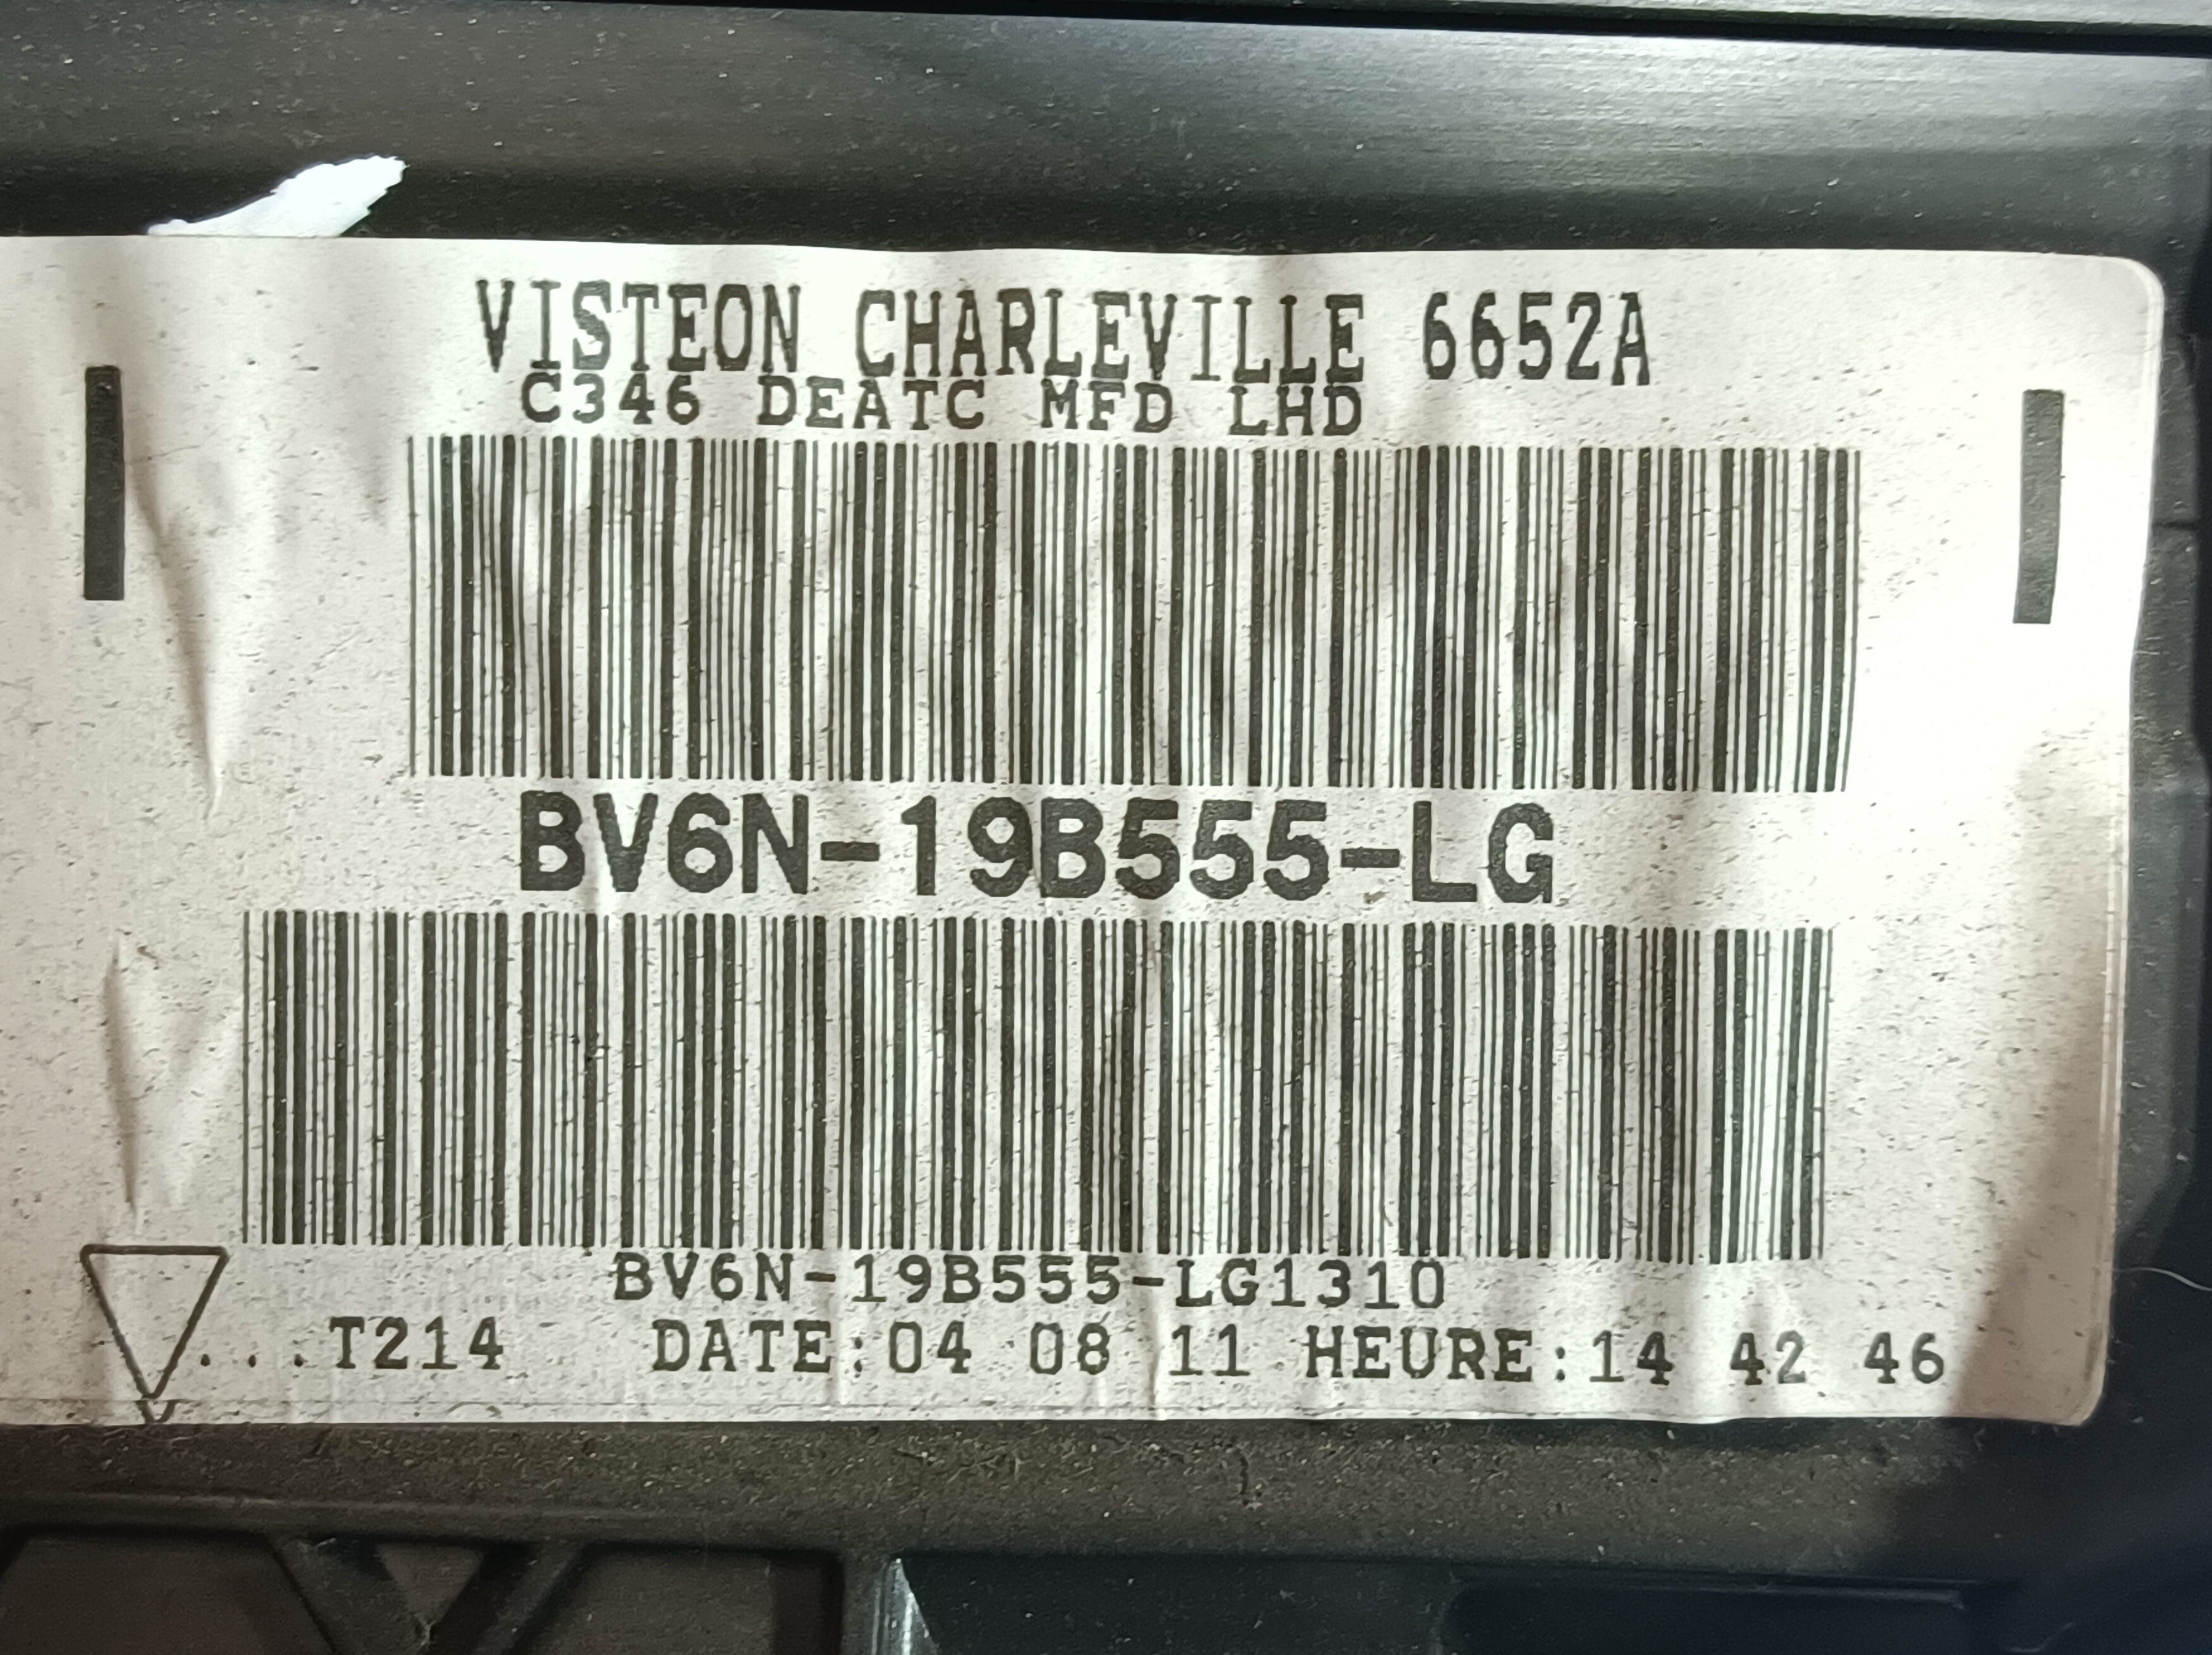 VISTEON CHARLEVILLE 6652A
C346 DEATC MFD LHD
BV6N-19B555-LG
BV6N-19B555-LG1310
...T214 DATE:04 08 11 HEURE:14 42 46